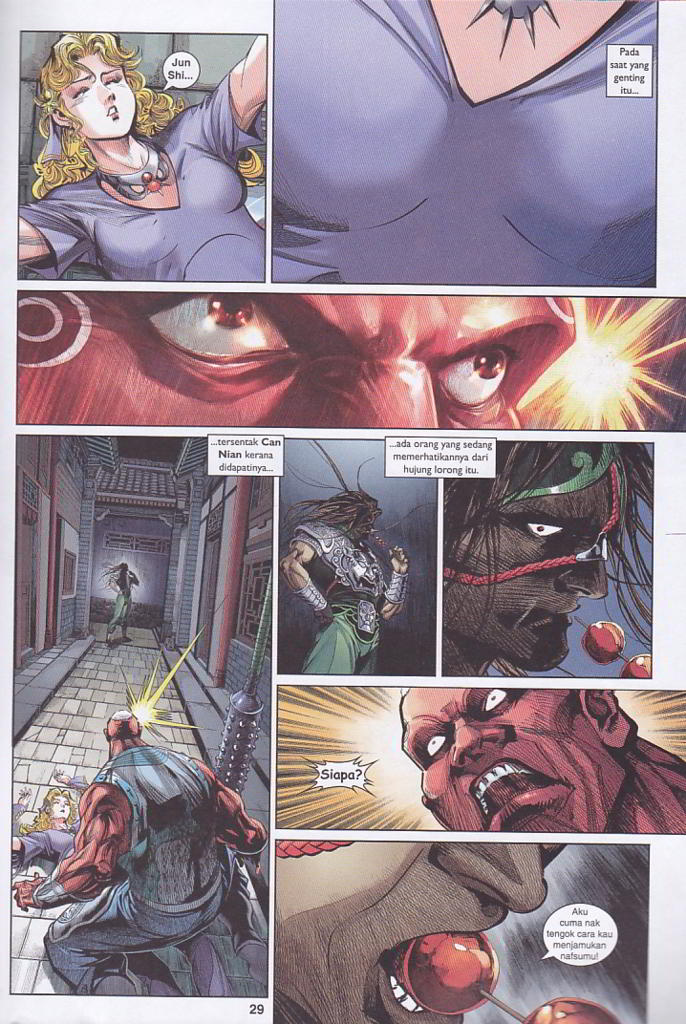 Jun
Shi...
Pada
saat yang
genting
itu...
...tersentak Can
Nian kerana
didapatinya...
...ada orang yang sedang
memerhatikannya dari
hujung lorong itu.
Siapa?
Aku
cuma nak
tengok cara kau
menjamukan
nafsumu!
29